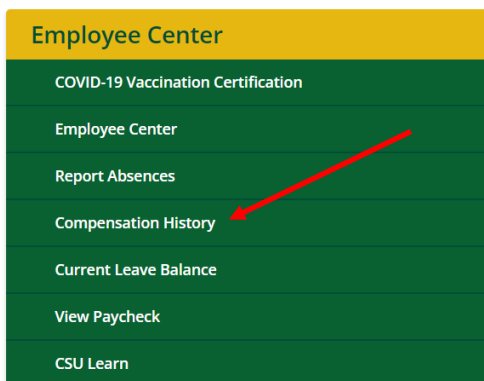 Employee Center
COVID-19 Vaccination Certification
Employee Center
Report Absences
Compensation History
Current Leave Balance
View Paycheck
CSU Learn